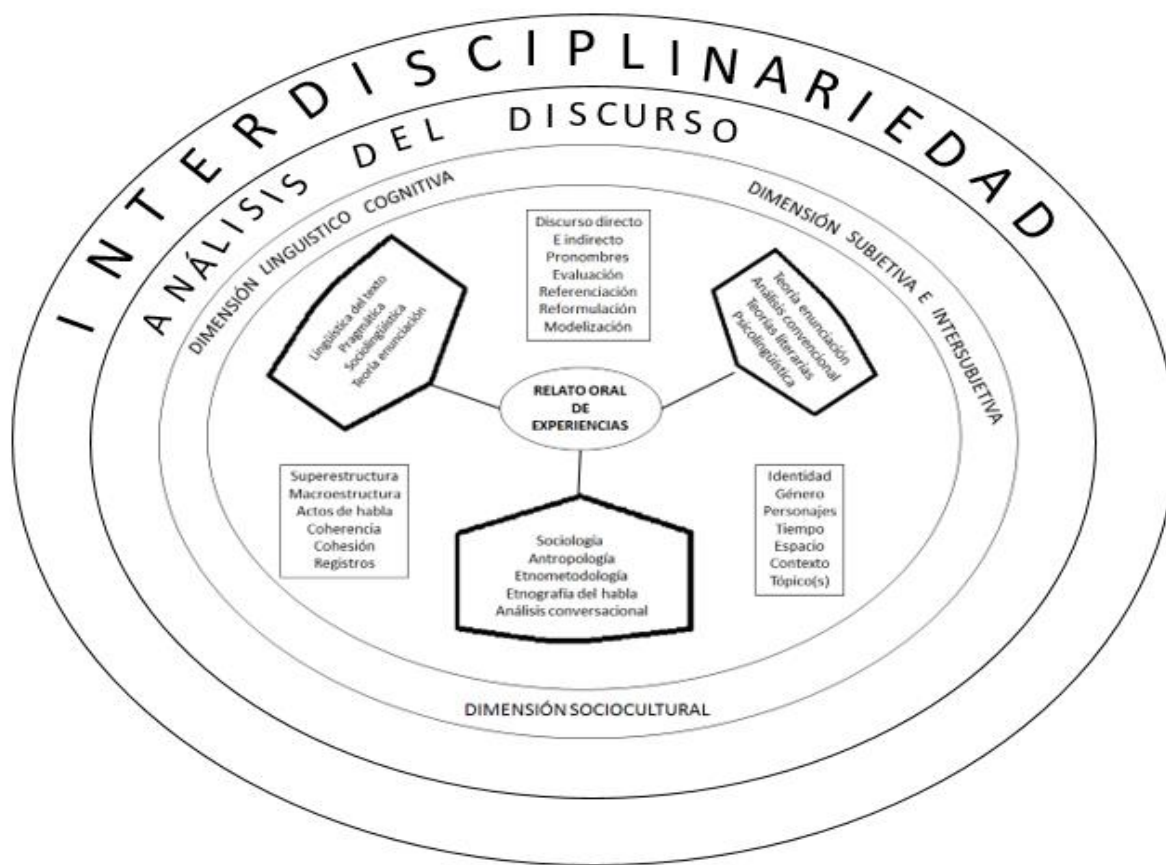 INTERDISCIPLINARIEDAD
ANÁLISIS DEL DISCURSO
DIMENSIÓN LINGUISTICO COGNITIVA
DIMENSIÓN SUBJETIVA E INTERSUBJETIVA
Discurso directo
E indirecto
Pronombres
Evaluación
Referenciación
Reformulación
Modelización
Lingüística del texto
Pragmática
Sociolingüística
Teoría enunciación
Teoría enunciación
Análisis convencional
Teorías literarias
Psicolingüística
RELATO ORAL
DE
EXPERIENCIAS
Superestructura
Macroestructura
Actos de habla
Coherencia
Cohesión
Registros
Sociología
Antropología
Etnometodología
Etnografía del habla
Análisis conversacional
Identidad
Género
Personajes
Tiempo
Espacio
Contexto
Tópico(s)
DIMENSIÓN SOCIOCULTURAL